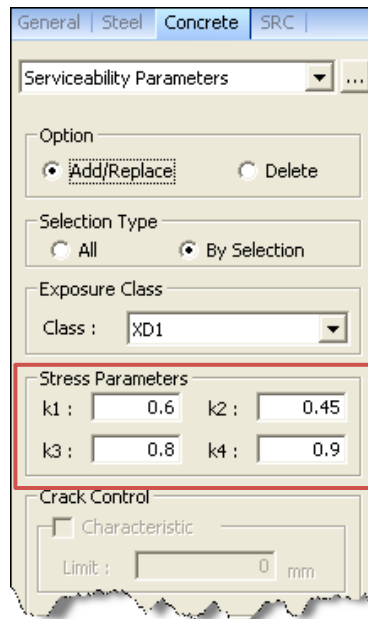 General | Steel Concrete SRC |
Serviceability Parameters ...
Option
Add/Replace Delete
Selection Type
All By Selection
Exposure Class
Class : XD1
Stress Parameters
k1 : 0.6 k2 : 0.45
k3 : 0.8 k4 : 0.9
Crack Control
Characteristic
Limit : 0 mm